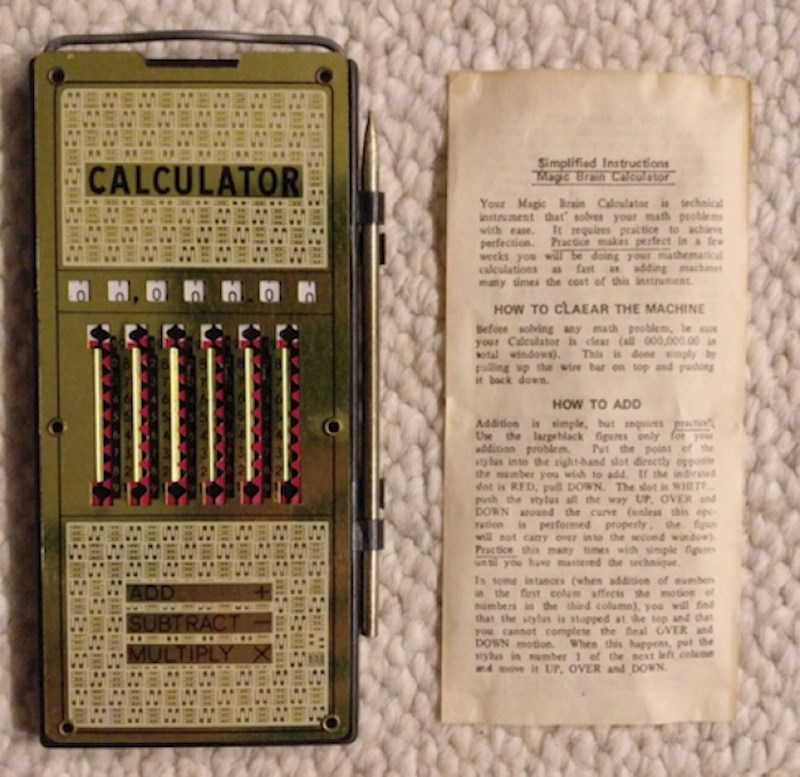 CALCULATOR
0 0,0 0 0.0 0
ADD +
SUBTRACT −
MULTIPLY X
Simplified Instructions
Magic Brain Calculator
Your Magic Brain Calculator is technical
instrument that solves your math problems
with ease. It requires practice to achieve
perfection. Practice makes perfect in a few
weeks you will be doing your mathematical
calculations as fast as adding machines
many times the cost of this instrument.
HOW TO CLAEAR THE MACHINE
Before solving any math problem, be sure
your Calculator is clear (all 000,000.00 in
total windows). This is done simply by
pulling up the wire bar on top and pushing
it back down.
HOW TO ADD
Addition is simple, but requires practice.
Use the largeblack figures only for your
addition problem. Put the point of the
stylus into the right-hand slot directly opposite
the number you wish to add. If the indicated
slot is RED, pull DOWN. The slot is WHITE..
push the stylus all the way UP, OVER and
DOWN around the curve (unless this ope-
ration is performed properly, the figure
will not carry over into the second window).
Practice this many times with simple figures
until you have mastered the technique.
In some intances (when addition of numbers
in the first colum affects the motion of
numbers in the third column), you will find
that the stylus is stopped at the top and that
you cannot complete the final OVER and
DOWN motion. When this happens, put the
stylus in number 1 of the next left column
and move it UP, OVER and DOWN.